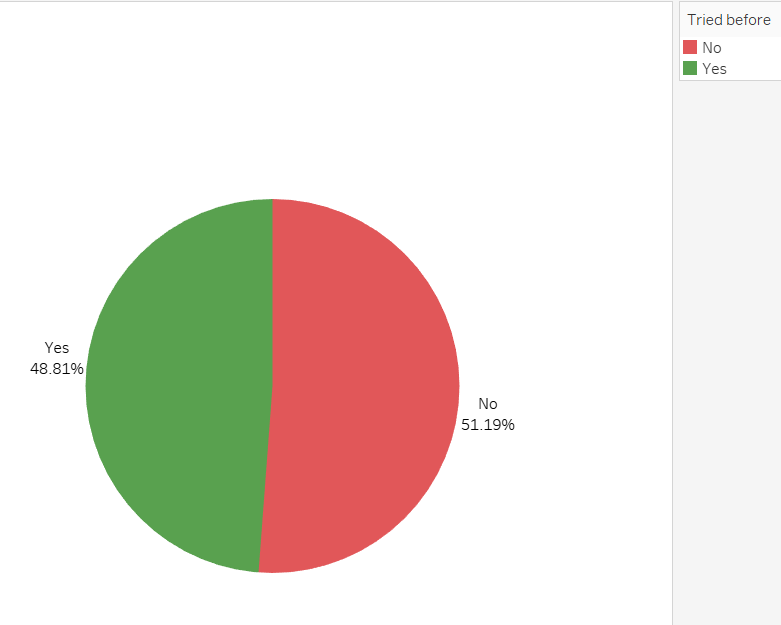 Tried before
No
Yes
Yes
48.81%
No
51.19%